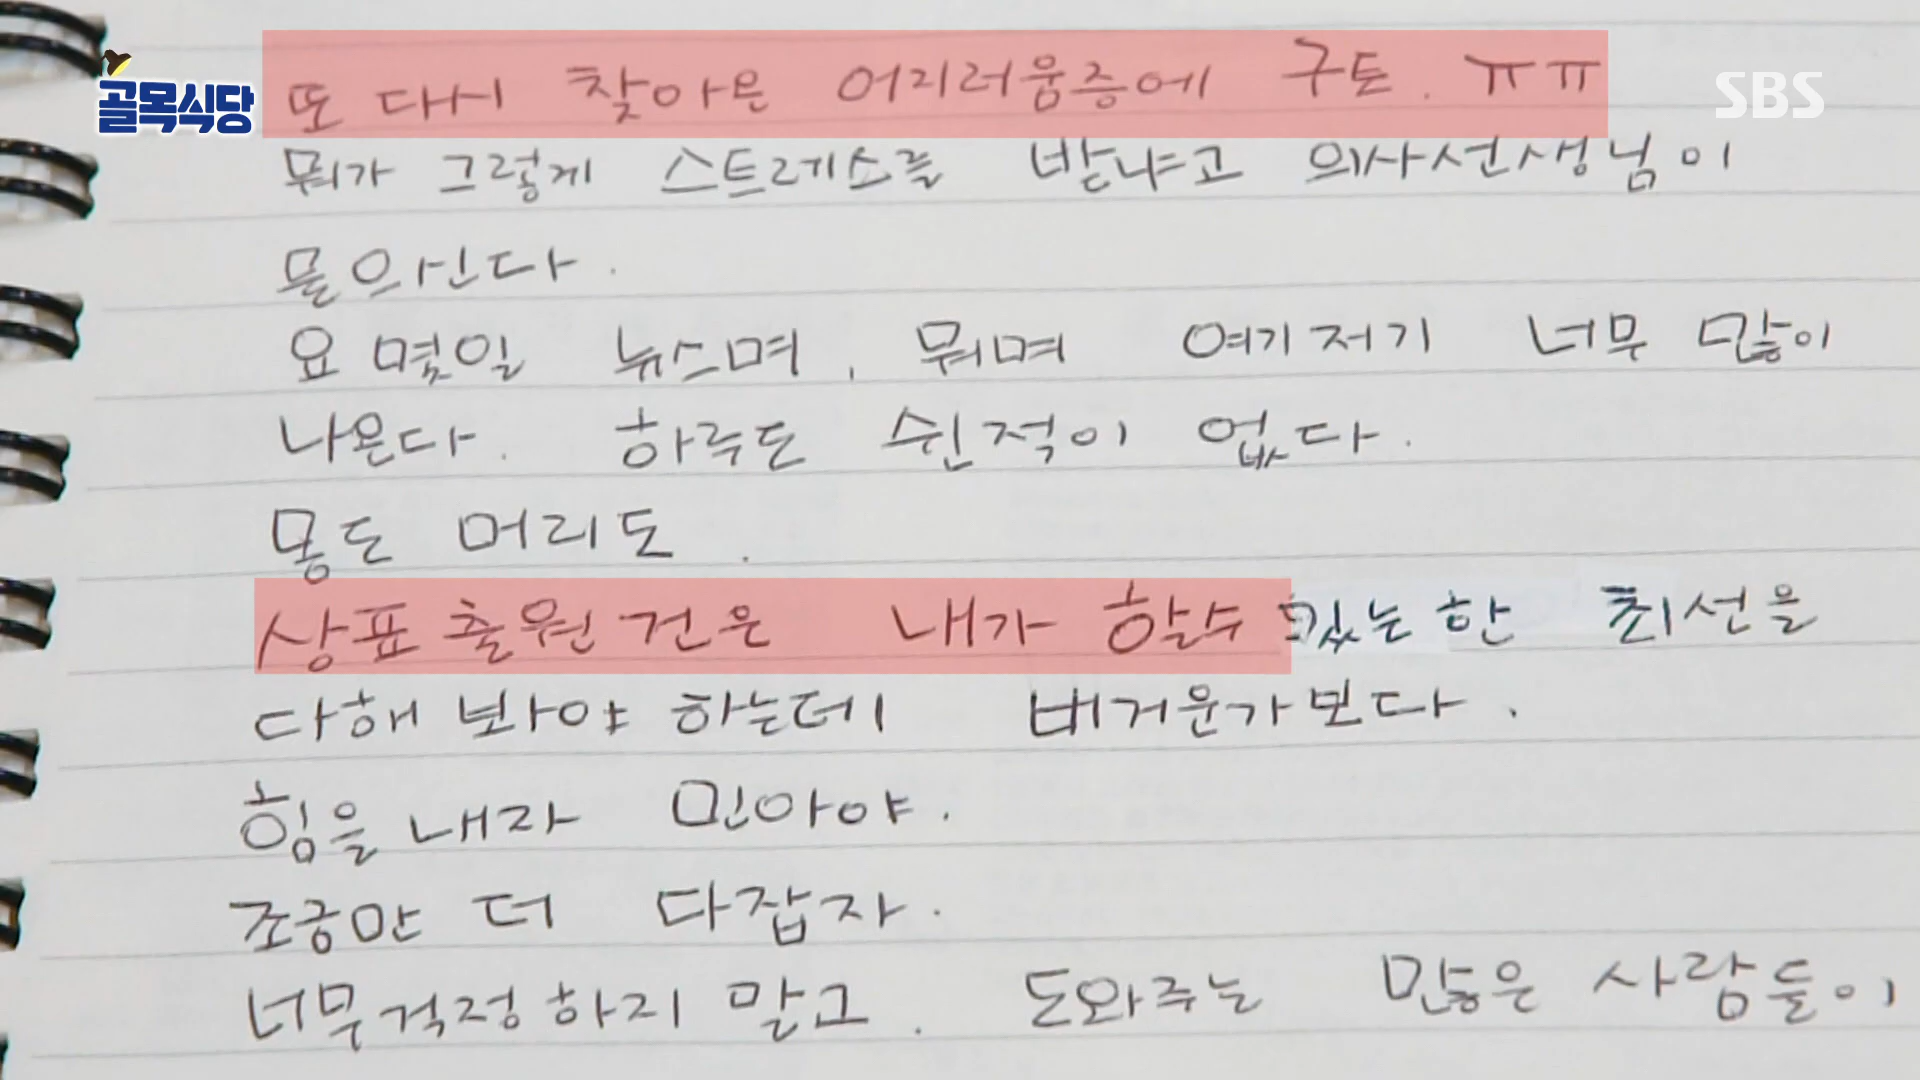 골목식당
SBS
또 다시 찾아온 어지러움증에 구토. ㅠㅠ
뭐가 그렇게 스트레스를 받냐고 의사선생님이
물으신다.
요 몇일 뉴스며, 뭐며 여기저기 너무 많이
나온다. 하루도 쉰적이 없다.
몸도 머리도.
상표 출원 건은 내가 할수 있는 한 최선을
다해 봐야 하는데 버거운가보다.
힘을 내자 민아야.
조금만 더 다잡자.
너무걱정하지 말고. 도와주는 많은 사람들이